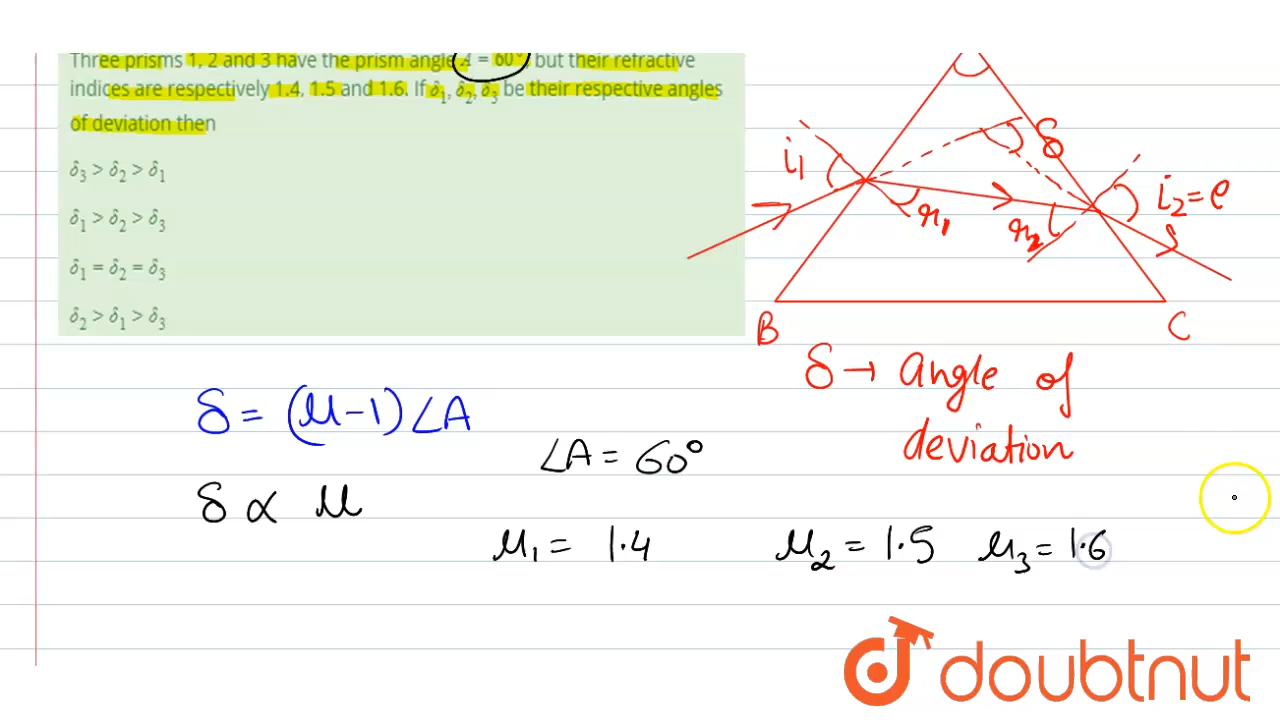 Three prisms 1, 2 and 3 have the prism angle A = 60° but their refractive
indices are respectively 1.4, 1.5 and 1.6. If δ₁, δ₂, δ₃ be their respective angles
of deviation then
δ₃ > δ₂ > δ₁
δ₁ > δ₂ > δ₃
δ₁ = δ₂ = δ₃
δ₂ > δ₁ > δ₃
δ
i₁
i₂=e
r₁
r₂
B
C
δ → angle of
deviation
δ = (μ-1)∠A
∠A = 60°
δ ∝ μ
μ₁ = 1.4
μ₂ = 1.5
μ₃ = 1.6
doubtnut